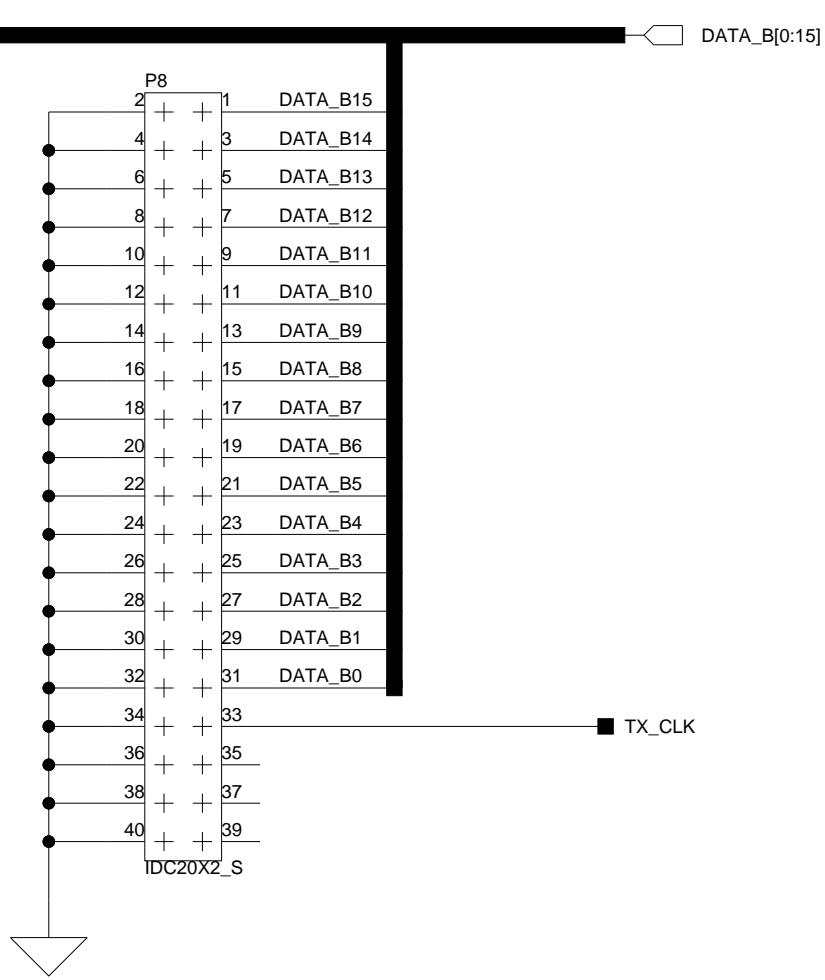 DATA_B[0:15]
P8
2 1 DATA_B15
4 3 DATA_B14
6 5 DATA_B13
8 7 DATA_B12
10 9 DATA_B11
12 11 DATA_B10
14 13 DATA_B9
16 15 DATA_B8
18 17 DATA_B7
20 19 DATA_B6
22 21 DATA_B5
24 23 DATA_B4
26 25 DATA_B3
28 27 DATA_B2
30 29 DATA_B1
32 31 DATA_B0
34 33 TX_CLK
36 35
38 37
40 39
IDC20X2_S